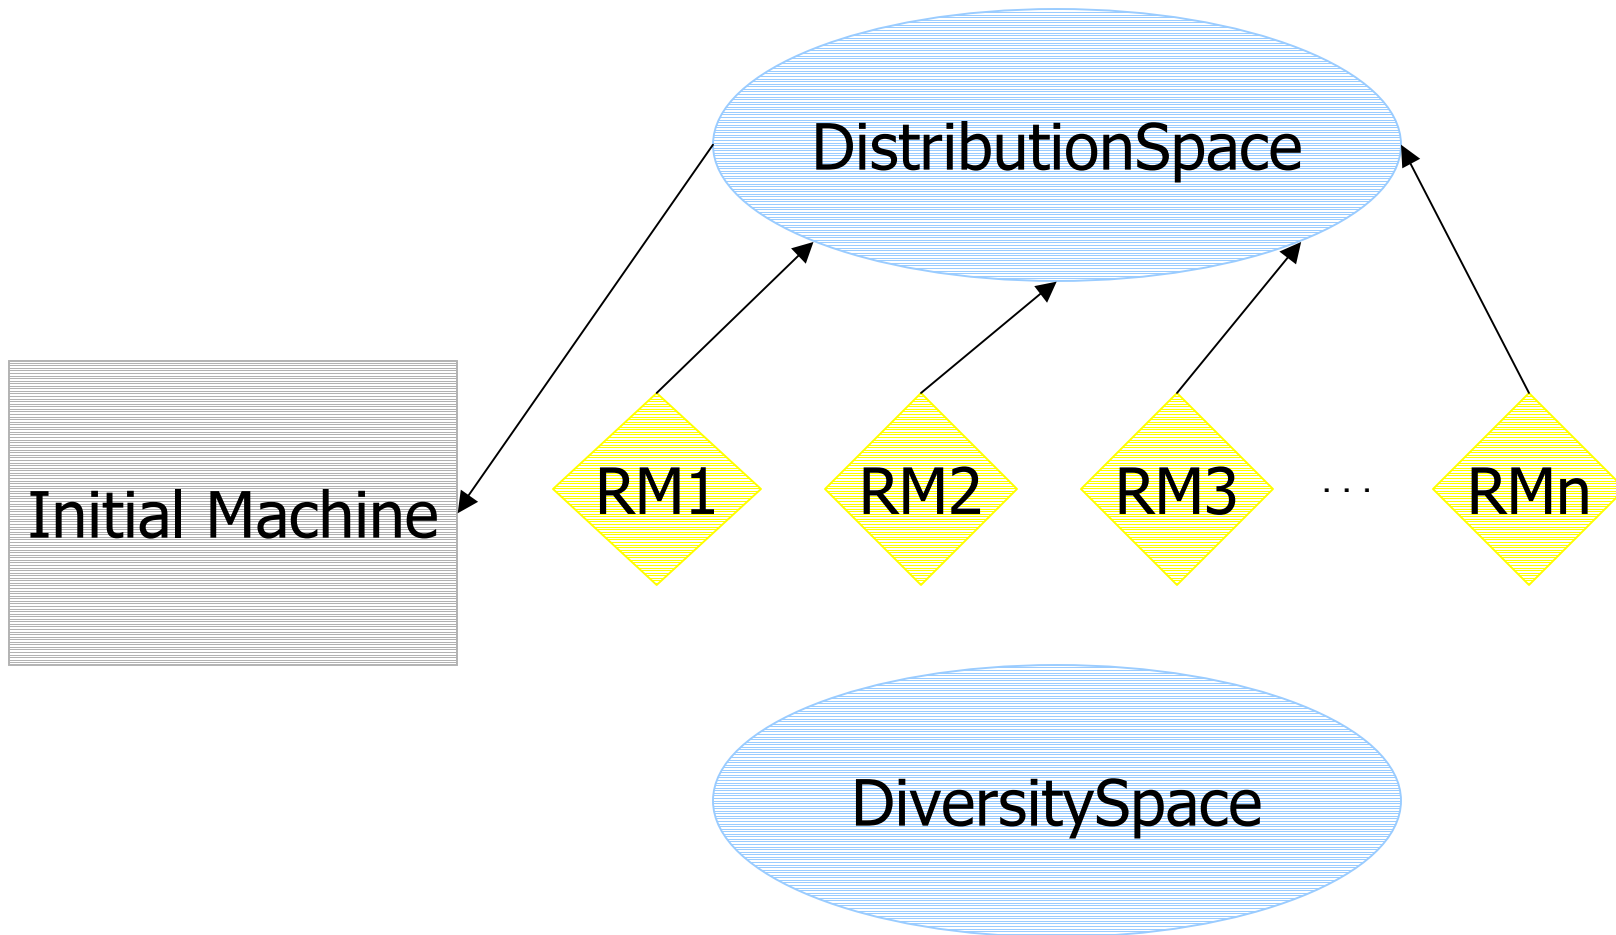 DistributionSpace
Initial Machine
RM1 RM2 RM3 . . . RMn
DiversitySpace